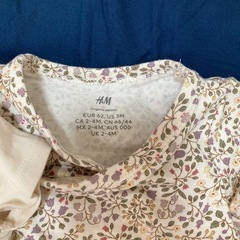 H&M
EUR 62, US 3M
CA 2-4M, CN 66/44
MX 2-4M, AUS 000
UK 2-4M